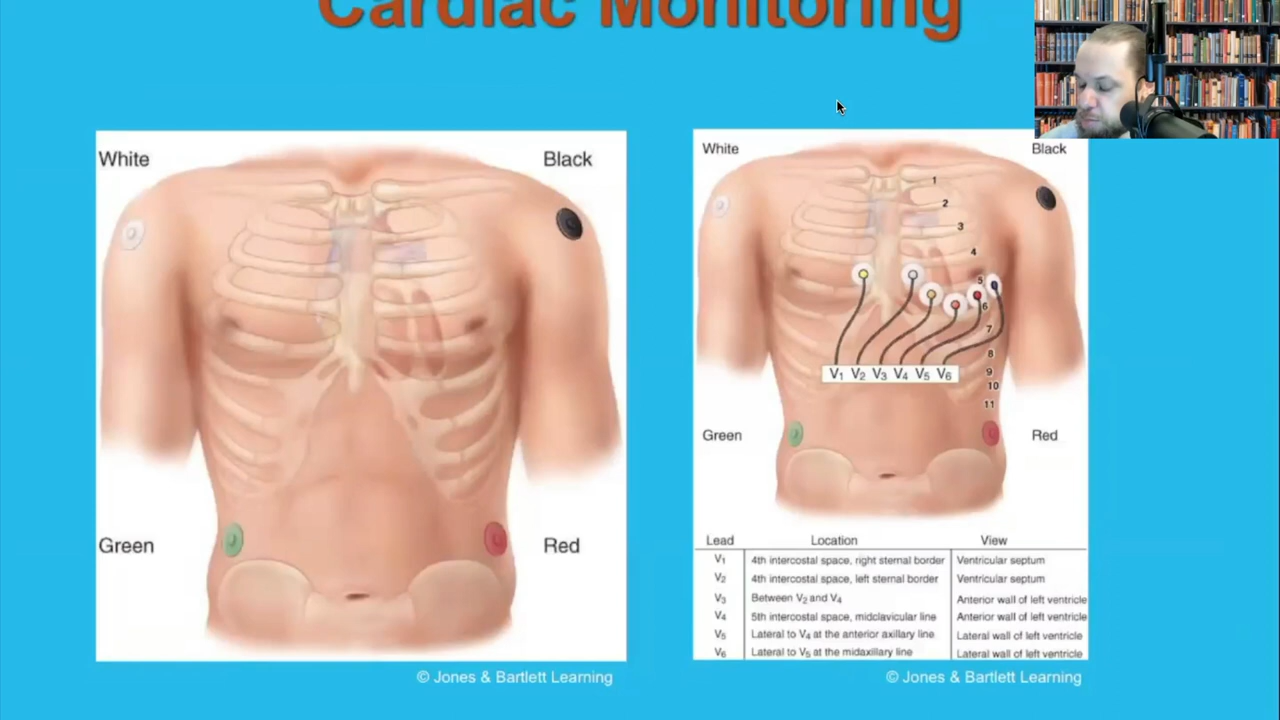 Cardiac Monitoring
White
Black
Green
Red
© Jones & Bartlett Learning
White
Black
1
2
3
4
5
6
7
8
9
10
11
V1 V2 V3 V4 V5 V6
Green
Red
Lead Location View
V1 4th intercostal space, right sternal border Ventricular septum
V2 4th intercostal space, left sternal border Ventricular septum
V3 Between V2 and V4 Anterior wall of left ventricle
V4 5th intercostal space, midclavicular line Anterior wall of left ventricle
V5 Lateral to V4 at the anterior axillary line Lateral wall of left ventricle
V6 Lateral to V5 at the midaxillary line Lateral wall of left ventricle
© Jones & Bartlett Learning